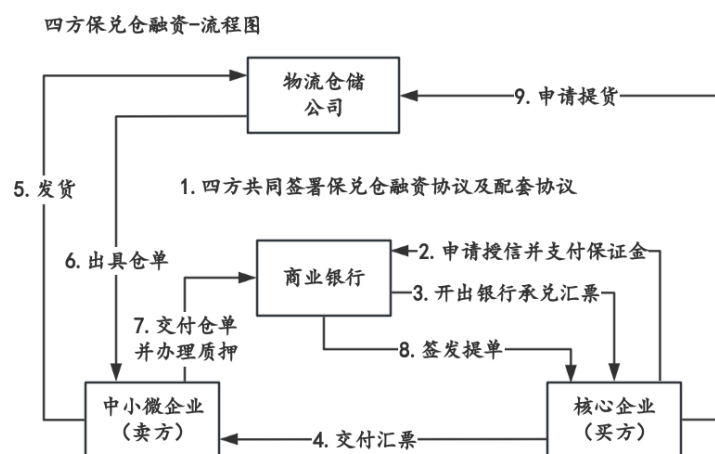 四方保兑仓融资-流程图
物流仓储
公司
9.申请提货
5.发货
1.四方共同签署保兑仓融资协议及配套协议
6.出具仓单
商业银行
2.申请授信并支付保证金
3.开出银行承兑汇票
7.交付仓单
并办理质押
8.签发提单
中小微企业
（卖方）
核心企业
（买方）
4.交付汇票